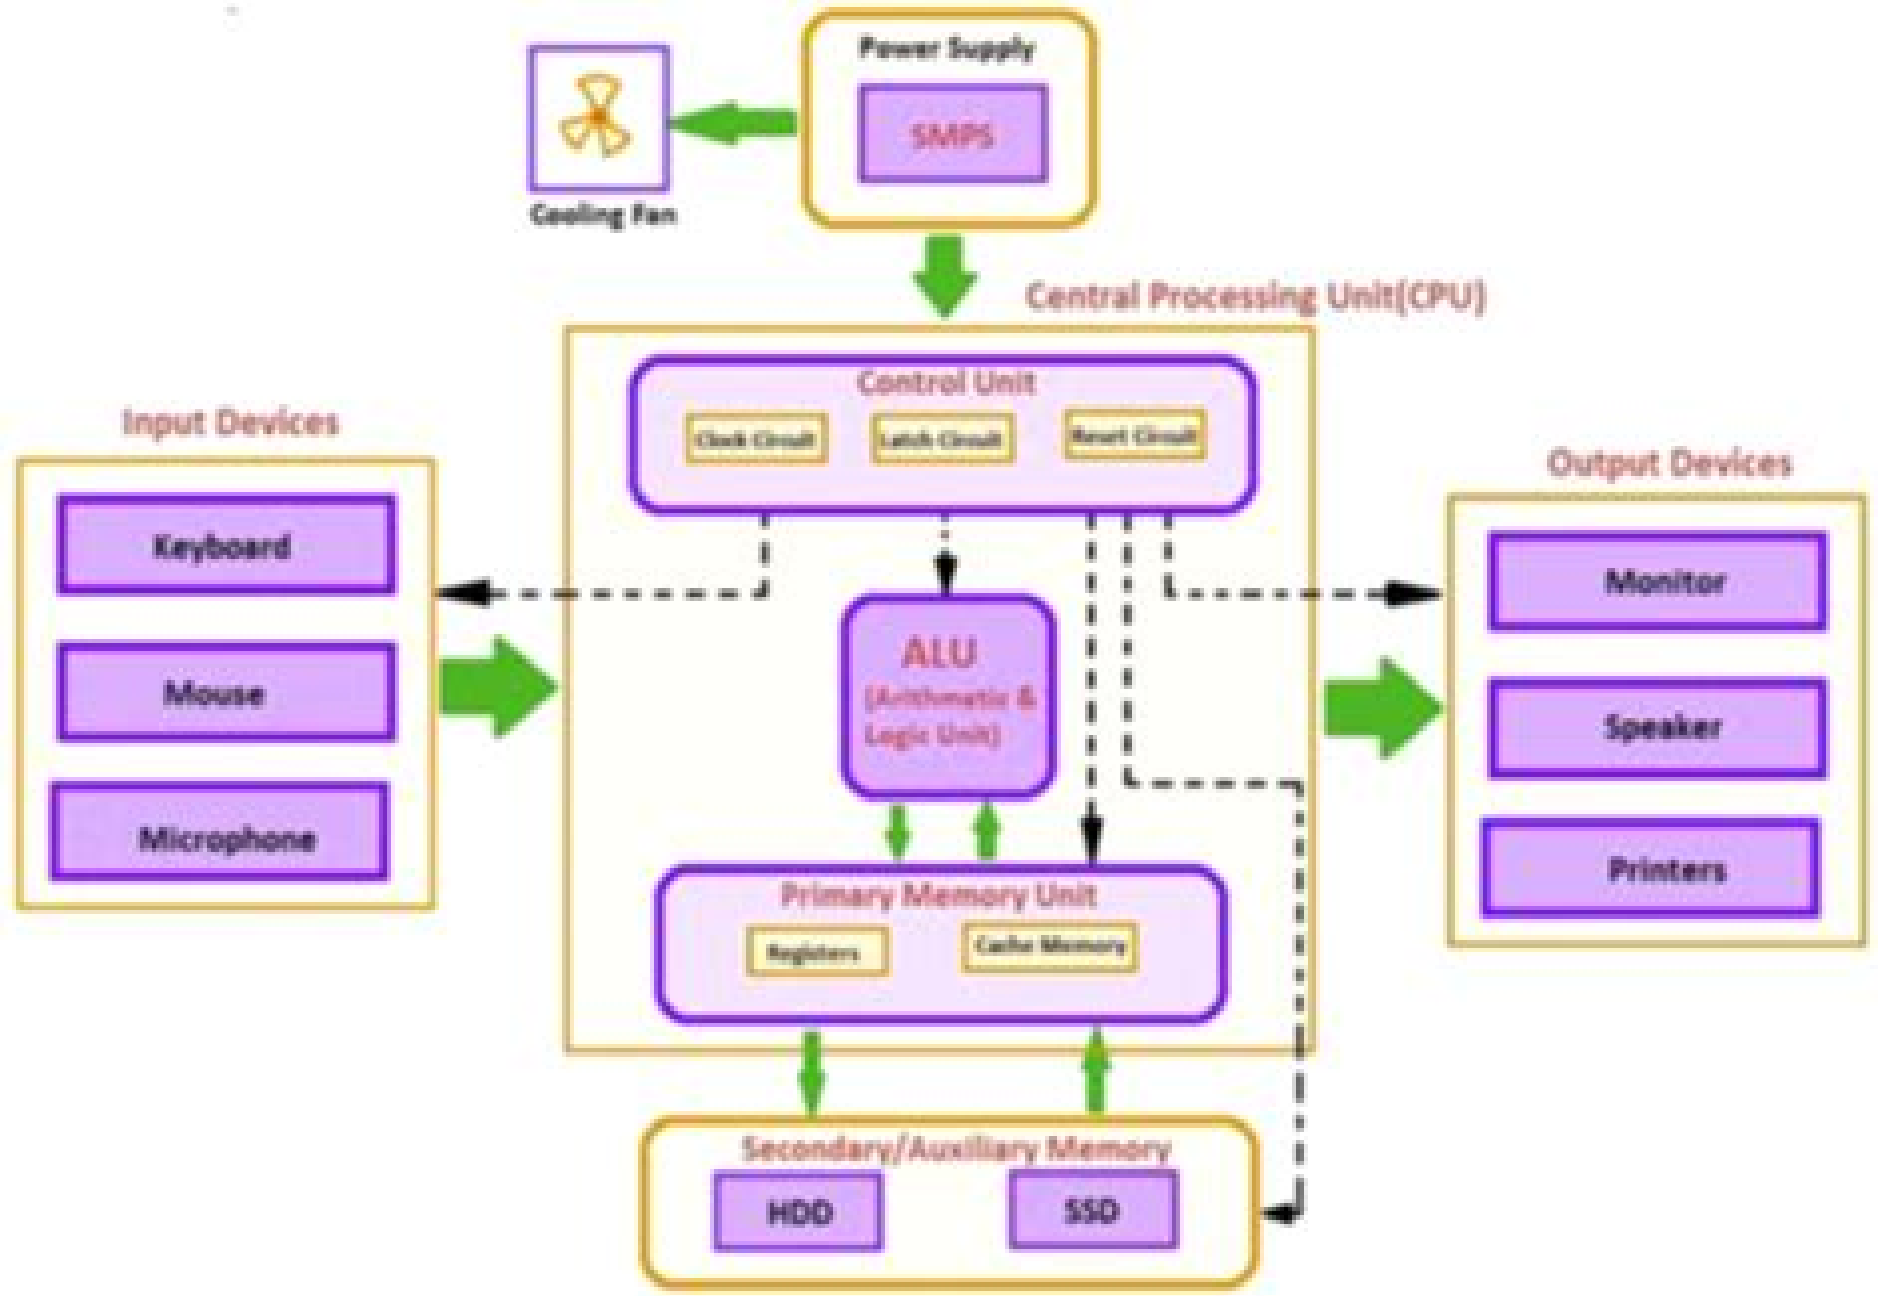 Power Supply
SMPS
Cooling Fan
Central Processing Unit(CPU)
Control Unit
Clock Circuit
Latch Circuit
Reset Circuit
Input Devices
Keyboard
Mouse
Microphone
ALU
(Arithmatic &
Logic Unit)
Primary Memory Unit
Registers
Cache Memory
Output Devices
Monitor
Speaker
Printers
Secondary/Auxiliary Memory
HDD
SSD